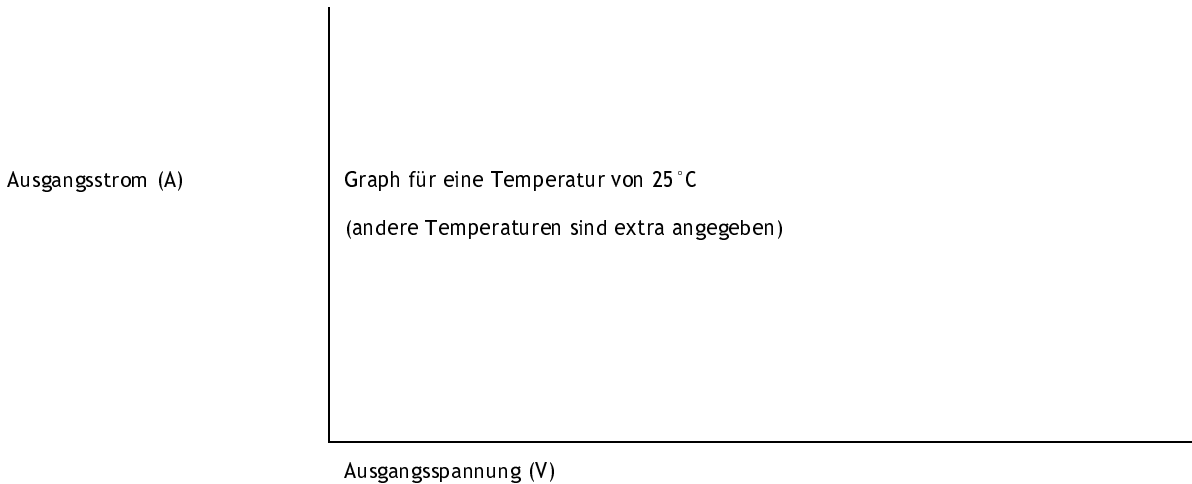 Ausgangsstrom (A)
Graph für eine Temperatur von 25°C
(andere Temperaturen sind extra angegeben)
Ausgangsspannung (V)